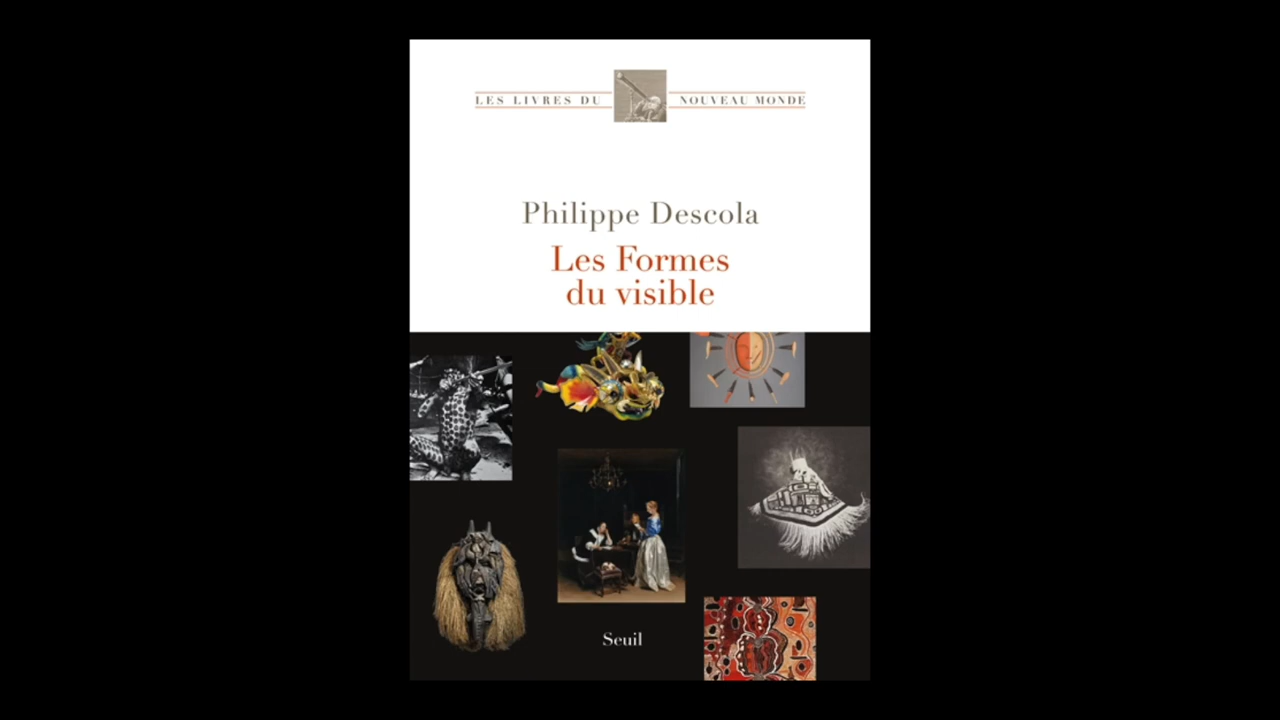 LES LIVRES DU NOUVEAU MONDE
Philippe Descola
Les Formes
du visible
Seuil